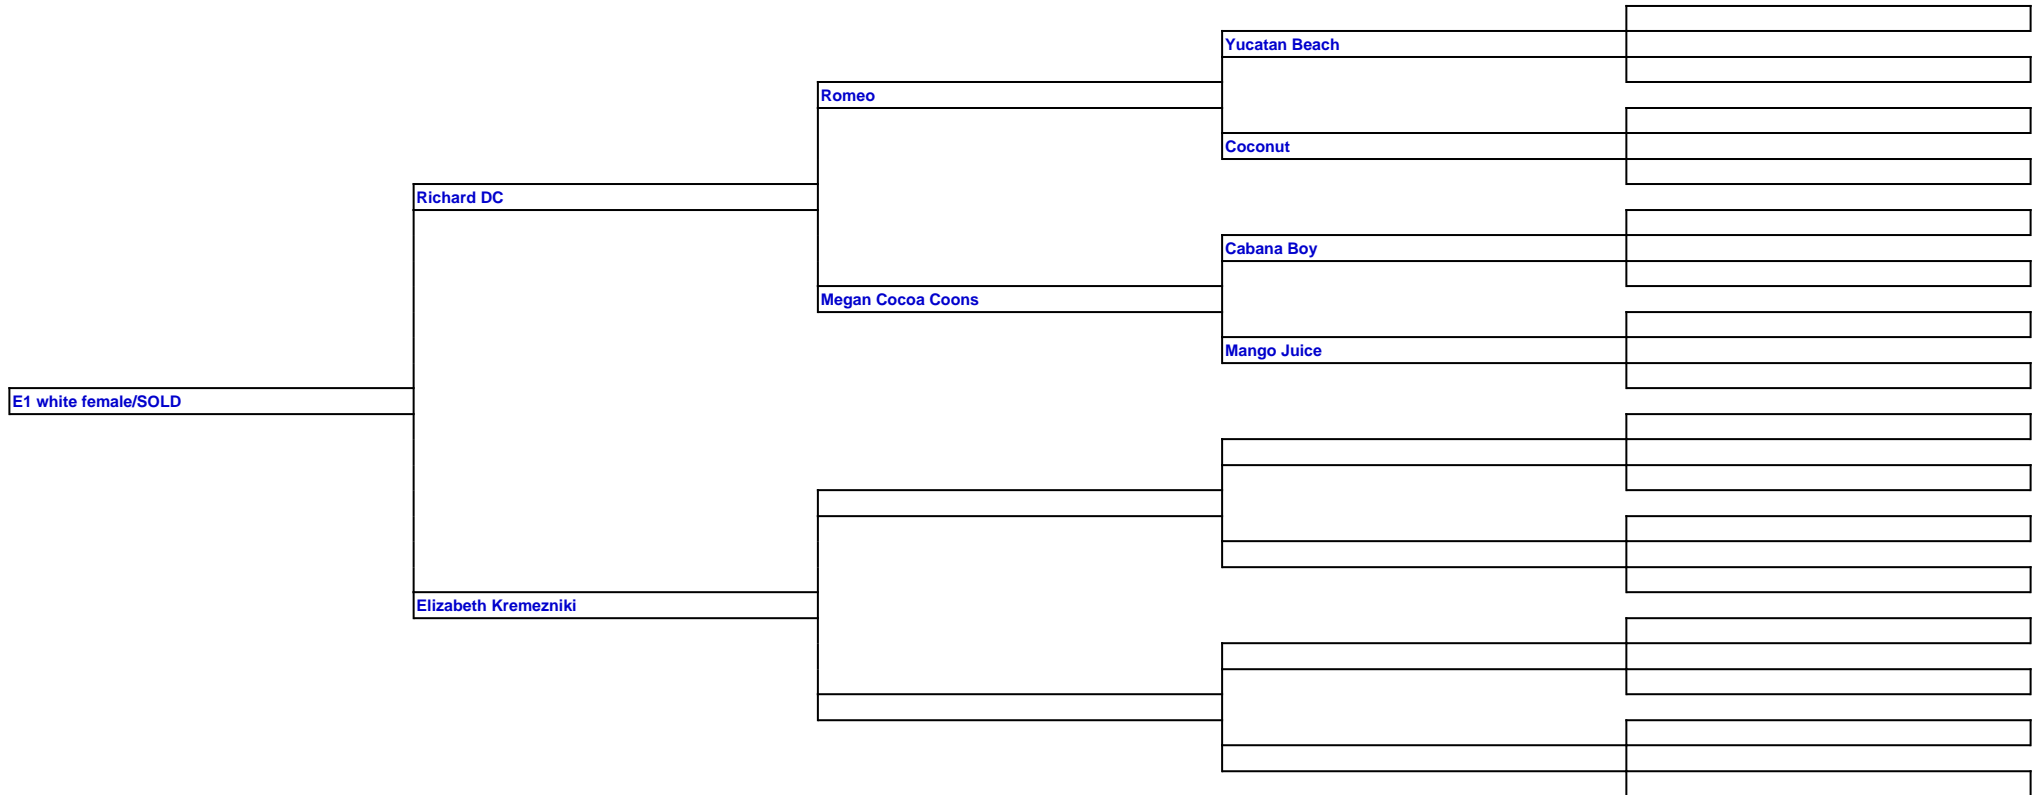 Yucatan Beach
Romeo
Coconut
Richard DC
Cabana Boy
Megan Cocoa Coons
Mango Juice
E1 white female/SOLD
Elizabeth Kremezniki